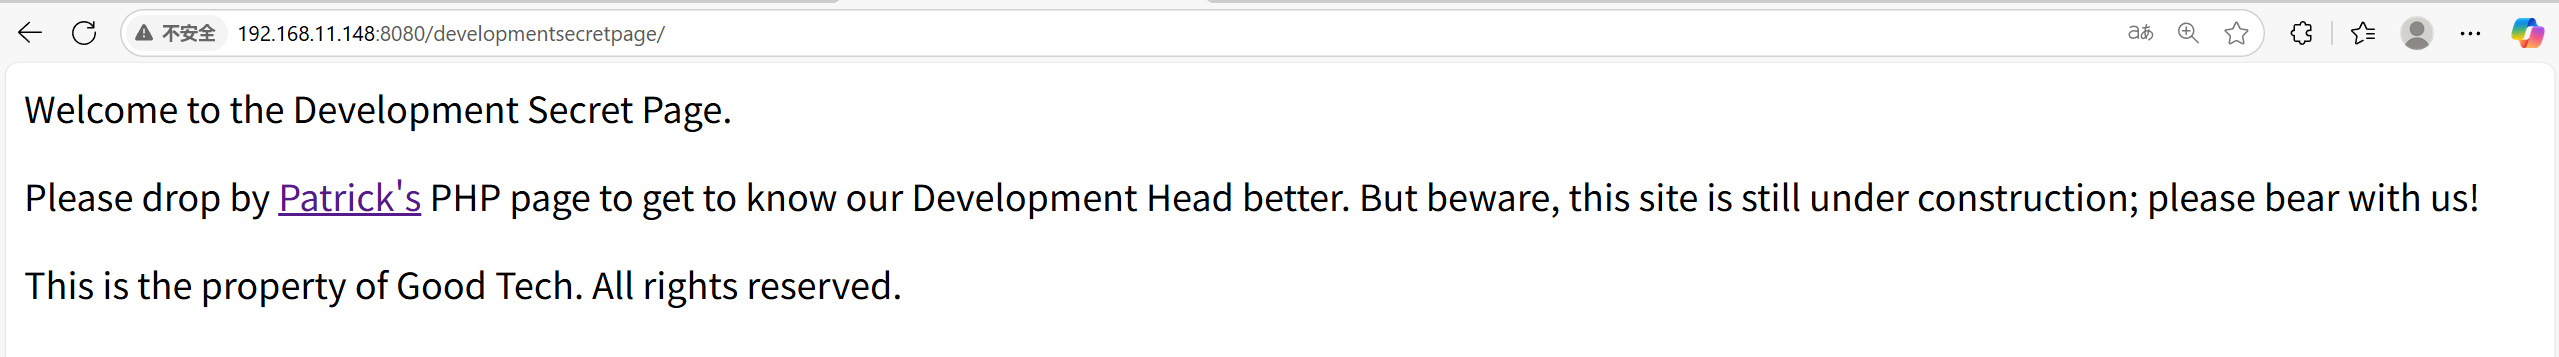 不安全 192.168.11.148:8080/developmentsecretpage/ aあ
Welcome to the Development Secret Page.
Please drop by Patrick's PHP page to get to know our Development Head better. But beware, this site is still under construction; please bear with us!
This is the property of Good Tech. All rights reserved.